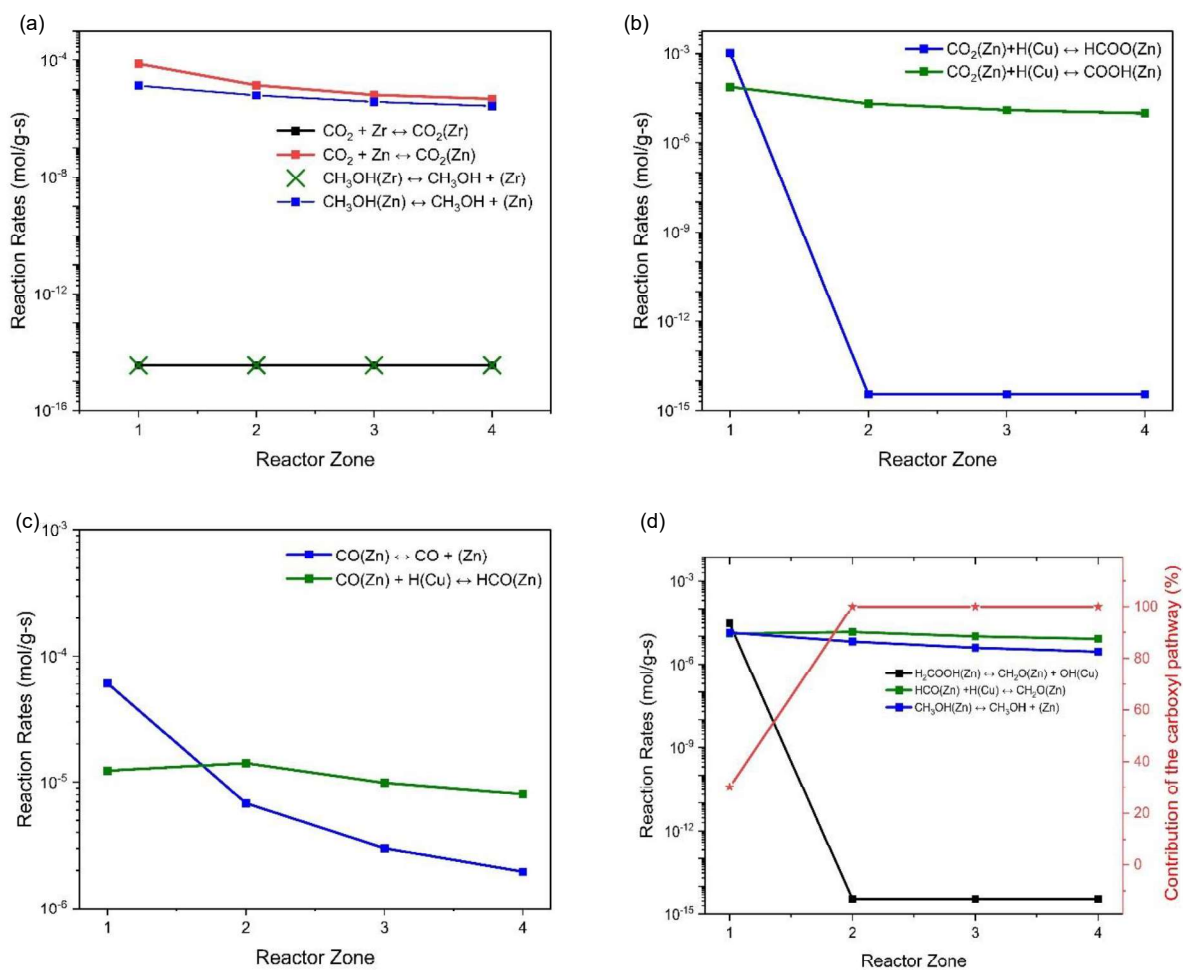 (a)
10⁻⁴
10⁻⁸
10⁻¹²
10⁻¹⁶
Reaction Rates (mol/g-s)
CO₂ + Zr ↔ CO₂(Zr)
CO₂ + Zn ↔ CO₂(Zn)
CH₃OH(Zr) ↔ CH₃OH + (Zr)
CH₃OH(Zn) ↔ CH₃OH + (Zn)
1 2 3 4
Reactor Zone
(b)
10⁻³
10⁻⁶
10⁻⁹
10⁻¹²
10⁻¹⁵
Reaction Rates (mol/g-s)
CO₂(Zn)+H(Cu) ↔ HCOO(Zn)
CO₂(Zn)+H(Cu) ↔ COOH(Zn)
1 2 3 4
Reactor Zone
(c)
10⁻³
10⁻⁴
10⁻⁵
10⁻⁶
Reaction Rates (mol/g-s)
CO(Zn) ↔ CO + (Zn)
CO(Zn) + H(Cu) ↔ HCO(Zn)
1 2 3 4
Reactor Zone
(d)
10⁻³
10⁻⁶
10⁻⁹
10⁻¹²
10⁻¹⁵
Reaction Rates (mol/g-s)
H₂COOH(Zn) ↔ CH₂O(Zn) + OH(Cu)
HCO(Zn) +H(Cu) ↔ CH₂O(Zn)
CH₃OH(Zn) ↔ CH₃OH + (Zn)
1 2 3 4
Reactor Zone
100
80
60
40
20
0
Contribution of the carboxyl pathway (%)